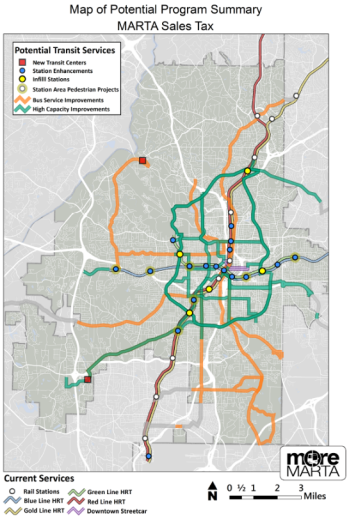 Map of Potential Program Summary
MARTA Sales Tax
Potential Transit Services
New Transit Centers
Station Enhancements
Infill Stations
Station Area Pedestrian Projects
Bus Service Improvements
High Capacity Improvements
more
MARTA
Current Services
Rail Stations
Green Line HRT
Blue Line HRT
Red Line HRT
Gold Line HRT
Downtown Streetcar
N
0 ½ 1 2 3
Miles